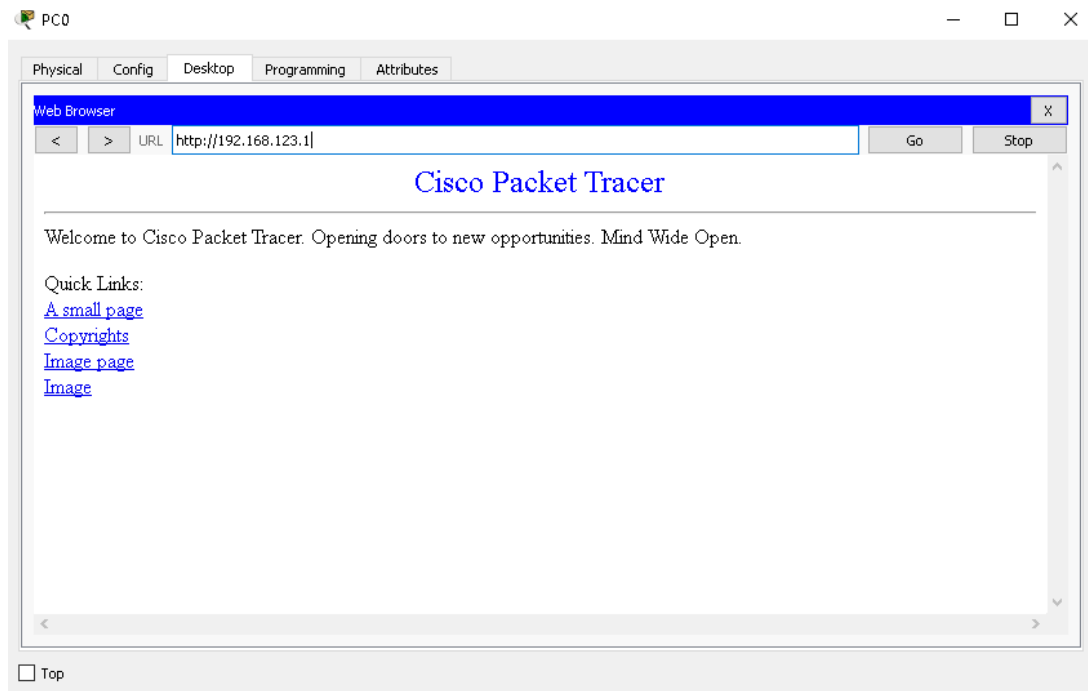 PC0
Physical Config Desktop Programming Attributes
Web Browser X
< > URL http://192.168.123.1 Go Stop
Cisco Packet Tracer
Welcome to Cisco Packet Tracer. Opening doors to new opportunities. Mind Wide Open.
Quick Links:
A small page
Copyrights
Image page
Image
Top